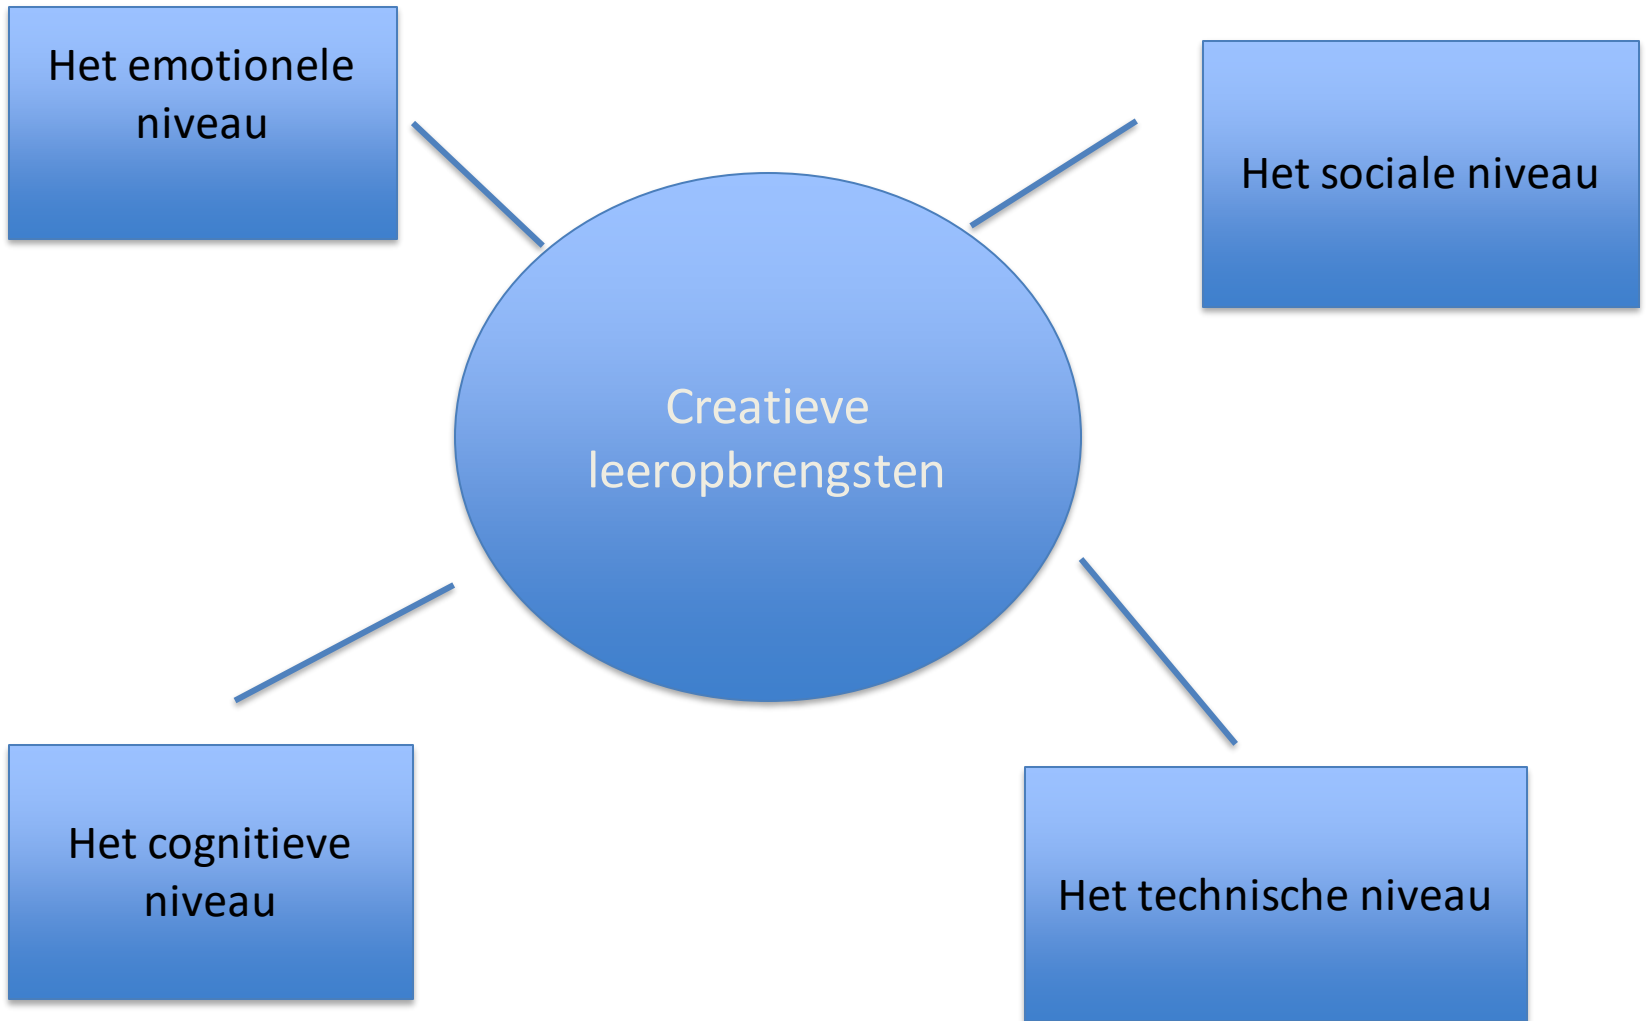 Het emotionele
niveau
Het sociale niveau
Creatieve
leeropbrengsten
Het cognitieve
niveau
Het technische niveau